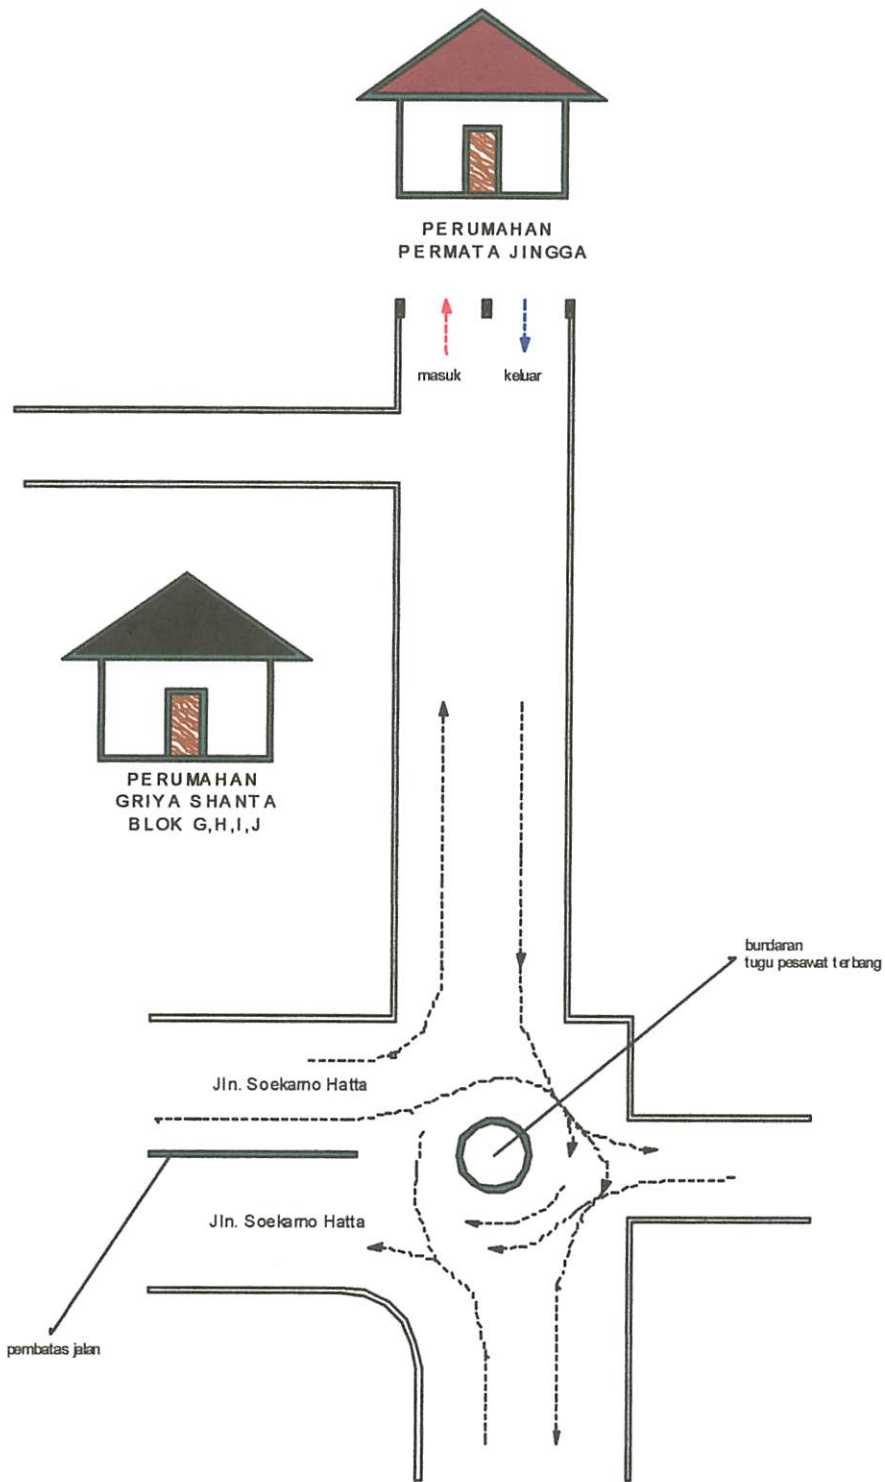 PERUMAHAN
PERMATA JINGGA
masuk
keluar
PERUMAHAN
GRIYA SHANTA
BLOK G,H,I,J
bundaran
tugu pesawat terbang
Jln. Soekarno Hatta
Jln. Soekarno Hatta
pembatas jalan